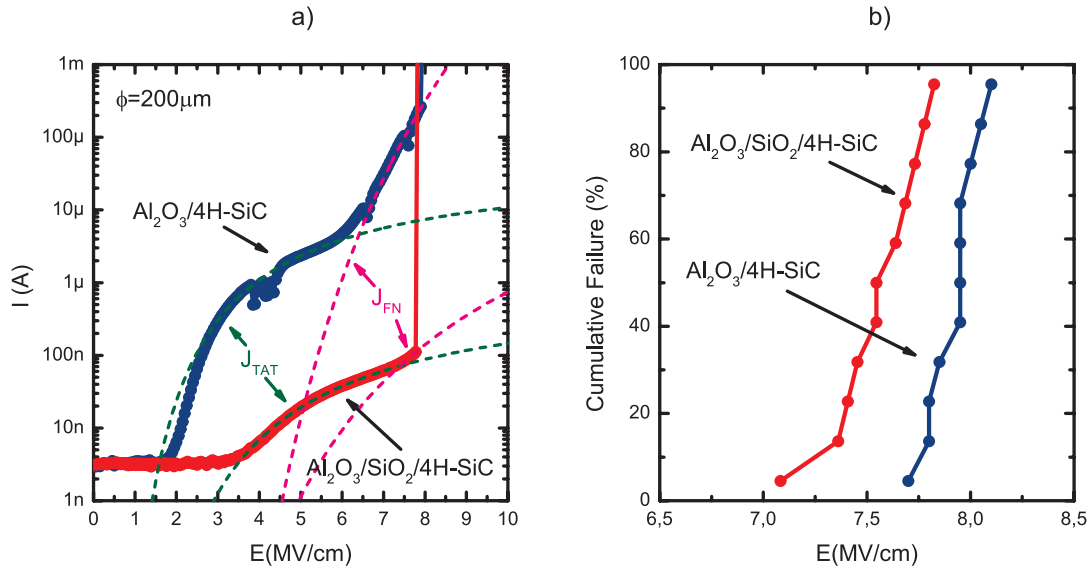 a)
b)
I (A)
1m
100µ
10µ
1µ
100n
10n
1n
ϕ=200µm
Al₂O₃/4H-SiC
J_TAT
J_FN
Al₂O₃/SiO₂/4H-SiC
0 1 2 3 4 5 6 7 8 9 10
E(MV/cm)
Cumulative Failure (%)
100
80
60
40
20
0
Al₂O₃/SiO₂/4H-SiC
Al₂O₃/4H-SiC
6,5 7,0 7,5 8,0 8,5
E(MV/cm)